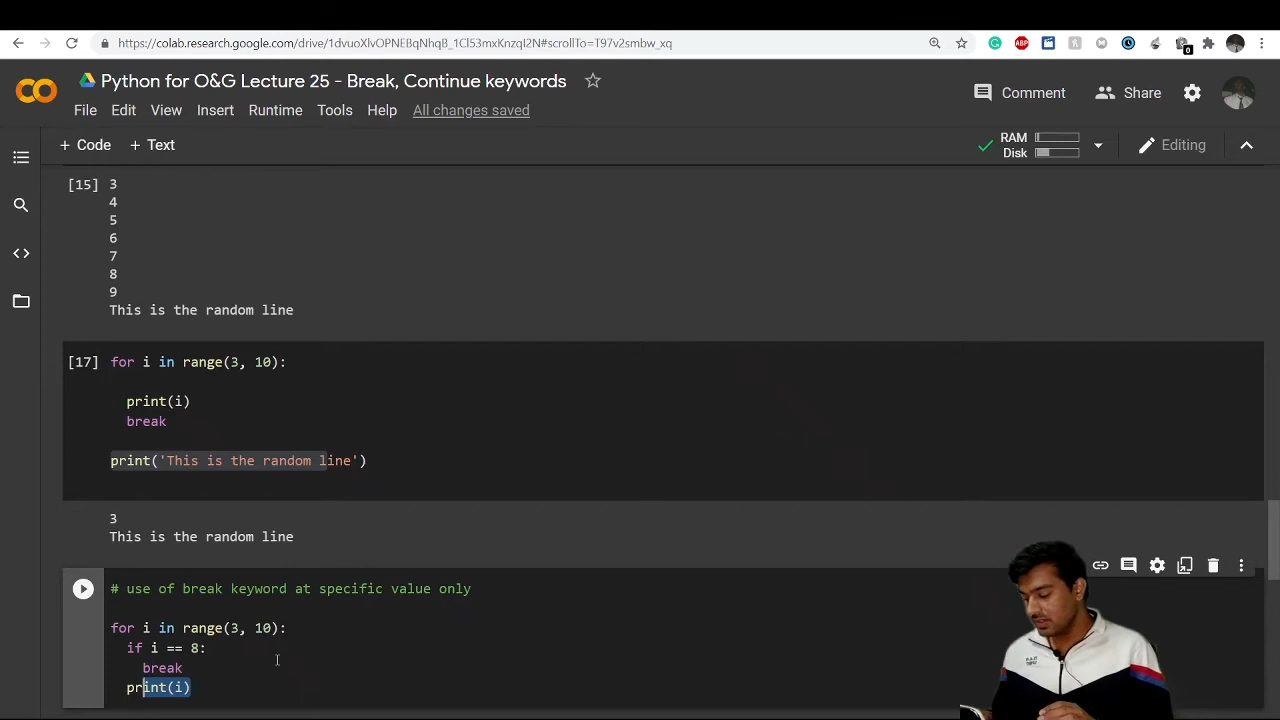 https://colab.research.google.com/drive/1dvuoXlvOPNEBqNhqB_1Cl53mxKnzqI2N#scrollTo=T97v2smbw_xq
Python for O&G Lecture 25 - Break, Continue keywords
File Edit View Insert Runtime Tools Help All changes saved
Comment Share
+ Code + Text
RAM
Disk
Editing
[15] 3
4
5
6
7
8
9
This is the random line
[17] for i in range(3, 10):
print(i)
break
print('This is the random line')
3
This is the random line
# use of break keyword at specific value only
for i in range(3, 10):
if i == 8:
break
print(i)